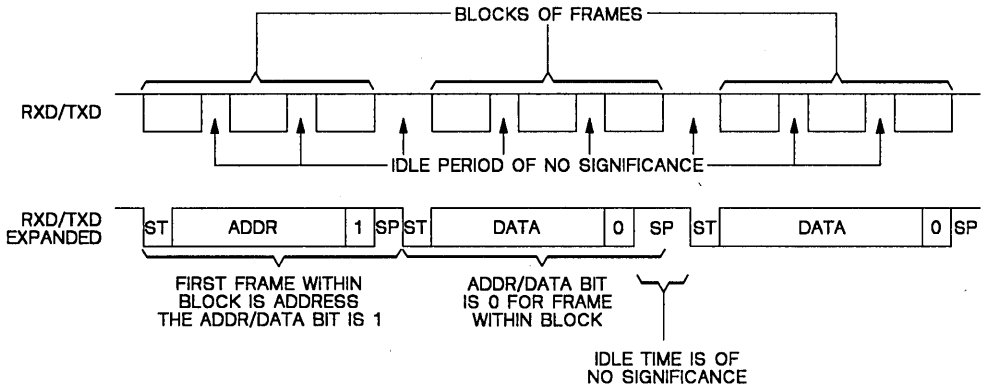 BLOCKS OF FRAMES
RXD/TXD
IDLE PERIOD OF NO SIGNIFICANCE
RXD/TXD
EXPANDED
ST ADDR 1 SP ST DATA 0 SP ST DATA 0 SP
FIRST FRAME WITHIN
BLOCK IS ADDRESS
THE ADDR/DATA BIT IS 1
ADDR/DATA BIT
IS 0 FOR FRAME
WITHIN BLOCK
IDLE TIME IS OF
NO SIGNIFICANCE